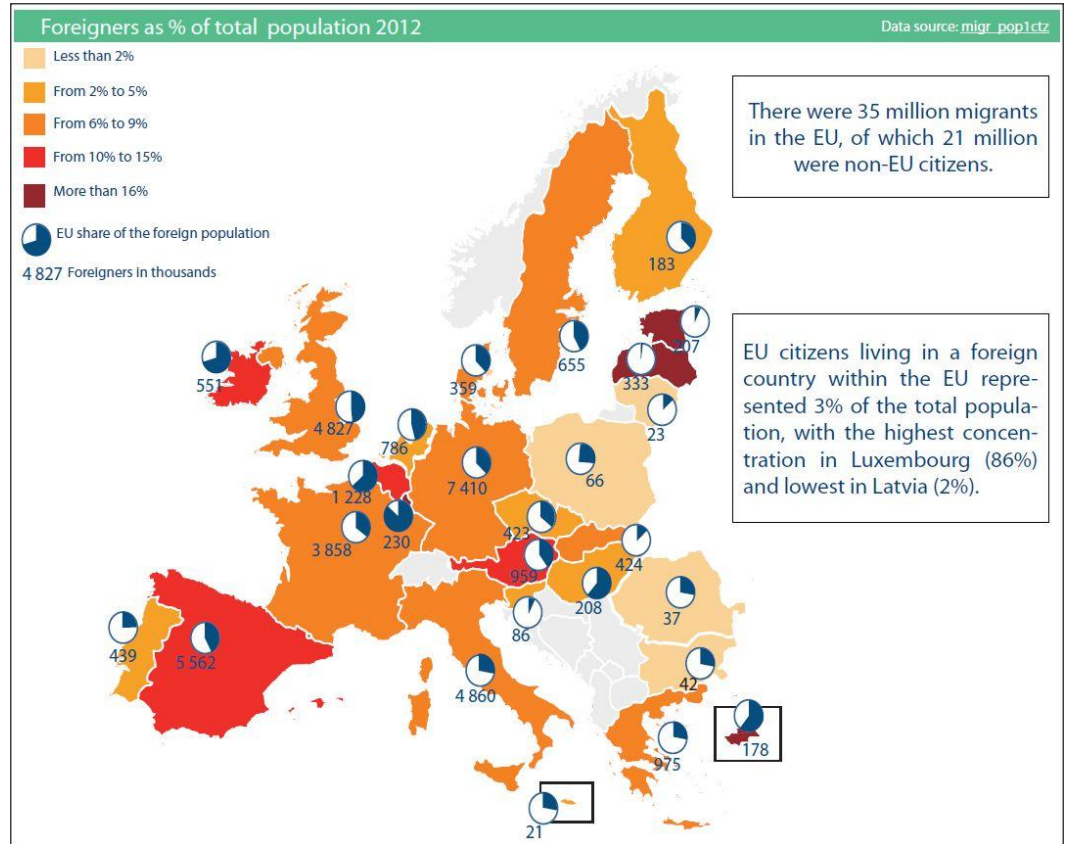 Foreigners as % of total population 2012
Data source: migr_pop1ctz
Less than 2%
From 2% to 5%
From 6% to 9%
From 10% to 15%
More than 16%
EU share of the foreign population
4 827 Foreigners in thousands
There were 35 million migrants
in the EU, of which 21 million
were non-EU citizens.
183
207
551
655
333
359
EU citizens living in a foreign
country within the EU repre-
sented 3% of the total popula-
tion, with the highest concen-
tration in Luxembourg (86%)
and lowest in Latvia (2%).
4 827
23
786
7 410
66
1 228
423
230
3 858
424
959
208
37
86
439
5 562
42
4 860
975
178
21